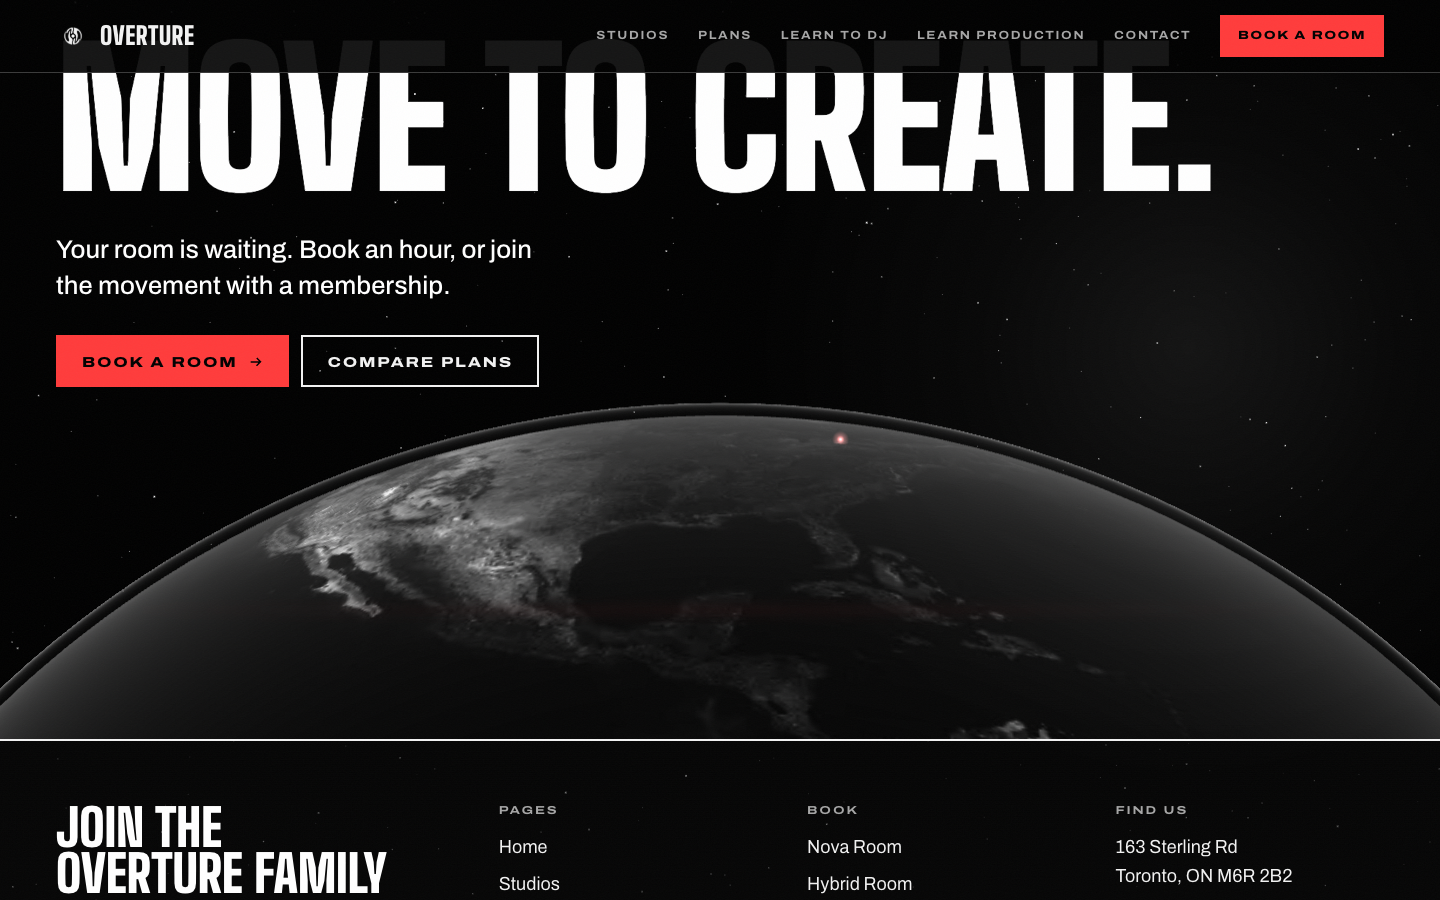 OVERTURE
STUDIOS PLANS LEARN TO DJ LEARN PRODUCTION CONTACT BOOK A ROOM
MOVE TO CREATE.
Your room is waiting. Book an hour, or join
the movement with a membership.
BOOK A ROOM →
COMPARE PLANS
JOIN THE
OVERTURE FAMILY
PAGES
Home
Studios
BOOK
Nova Room
Hybrid Room
FIND US
163 Sterling Rd
Toronto, ON M6R 2B2